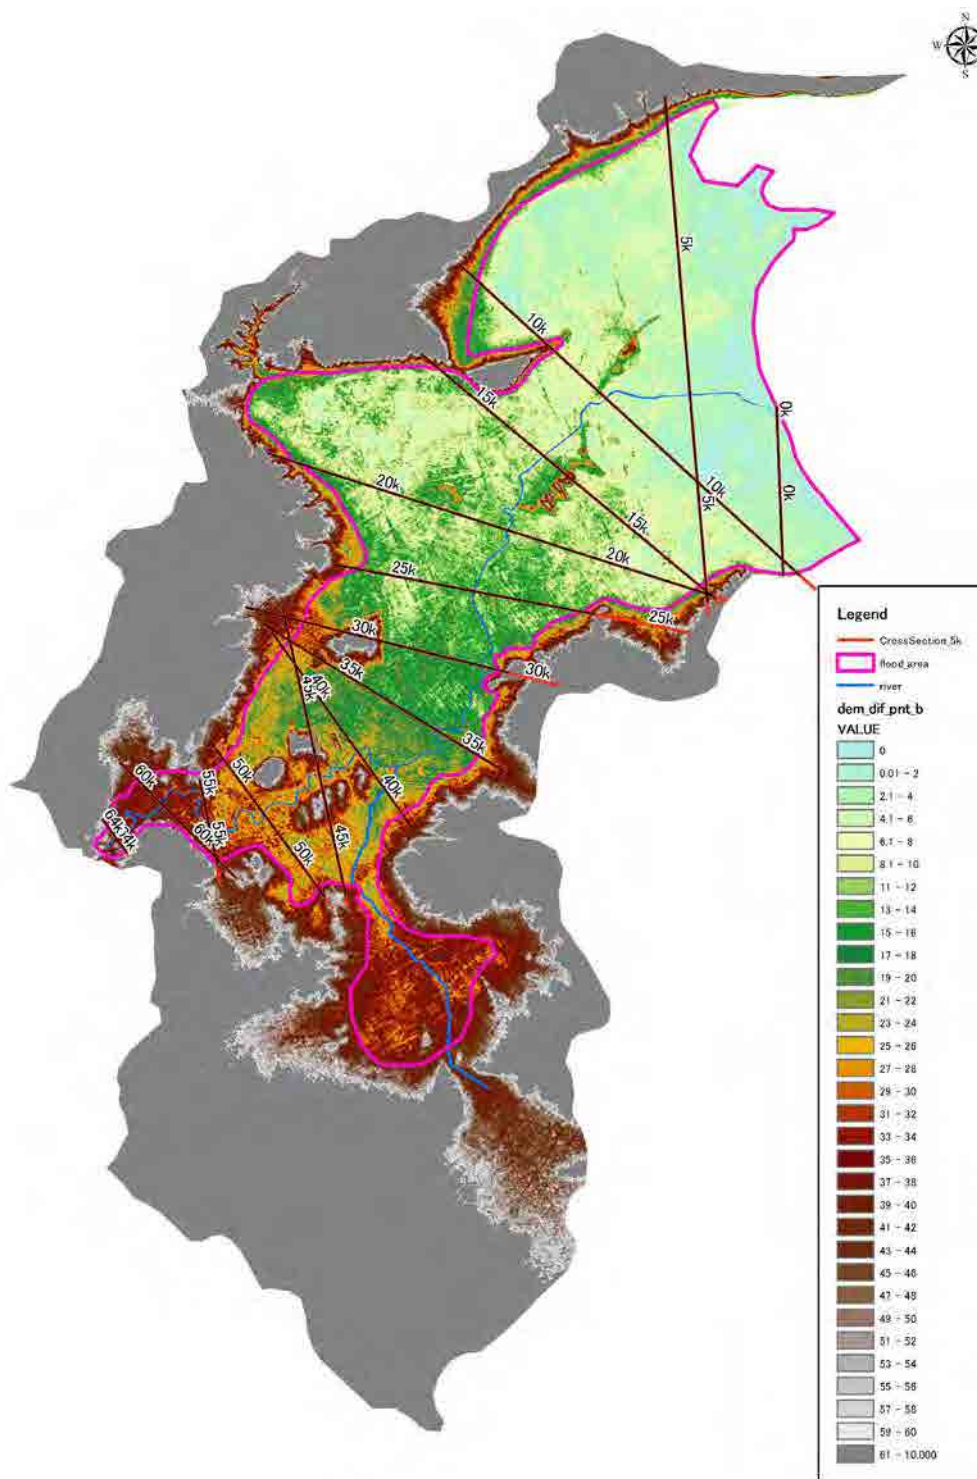 N
W
S
5k
10k
15k
0k
20k
0k
10k
5k
15k
20k
25k
25k
30k
30k
35k
40k
45k
35k
50k
55k
60k
40k
64k
64k
55k
60k
45k
50k
Legend
CrossSection_5k
flood_area
river
dem_dif_pnt_b
VALUE
0
0.01 - 2
2.1 - 4
4.1 - 6
6.1 - 8
8.1 - 10
11 - 12
13 - 14
15 - 16
17 - 18
19 - 20
21 - 22
23 - 24
25 - 26
27 - 28
29 - 30
31 - 32
33 - 34
35 - 36
37 - 38
39 - 40
41 - 42
43 - 44
45 - 46
47 - 48
49 - 50
51 - 52
53 - 54
55 - 56
57 - 58
59 - 60
61 - 10,000